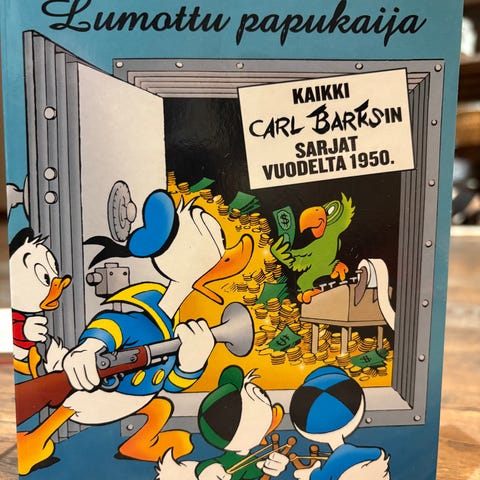 Lumottu papukaija
KAIKKI
CARL BARKSIN
SARJAT
VUODELTA 1950.
$
$
$
$